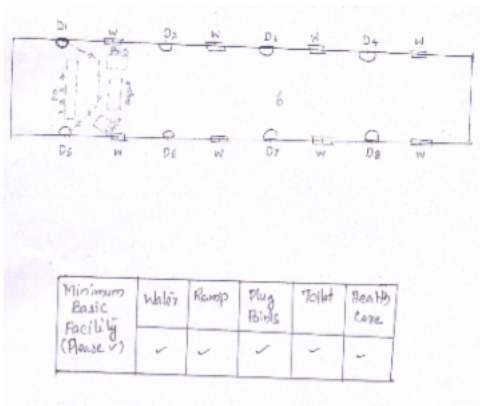 D1 W D2 W D3 W D4 W
6
D5 W D6 W D7 W D8 W
Minimum Basic Facility (Please ✓)
Water
Ramp
Plug Points
Toilet
Health Care
✓ ✓ ✓ ✓ ✓